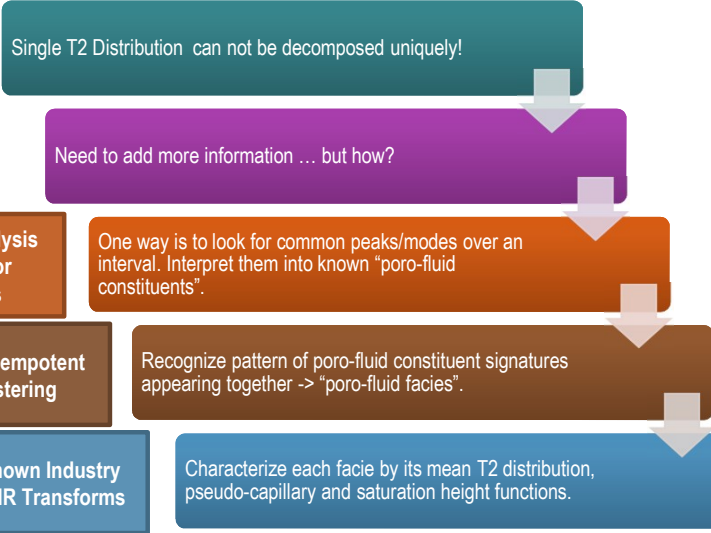 Single T2 Distribution can not be decomposed uniquely!
Need to add more information … but how?
One way is to look for common peaks/modes over an
interval. Interpret them into known “poro-fluid
constituents”.
Recognize pattern of poro-fluid constituent signatures
appearing together -> “poro-fluid facies”.
Industry
Transforms
Characterize each facie by its mean T2 distribution,
pseudo-capillary and saturation height functions.